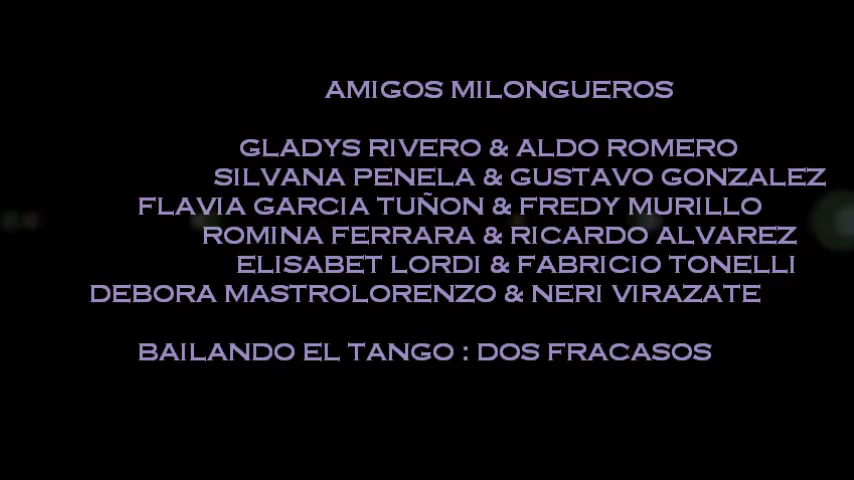 AMIGOS MILONGUEROS
GLADYS RIVERO & ALDO ROMERO
SILVANA PENELA & GUSTAVO GONZALEZ
FLAVIA GARCIA TUÑON & FREDY MURILLO
ROMINA FERRARA & RICARDO ALVAREZ
ELISABET LORDI & FABRICIO TONELLI
DEBORA MASTROLORENZO & NERI VIRAZATE
BAILANDO EL TANGO : DOS FRACASOS